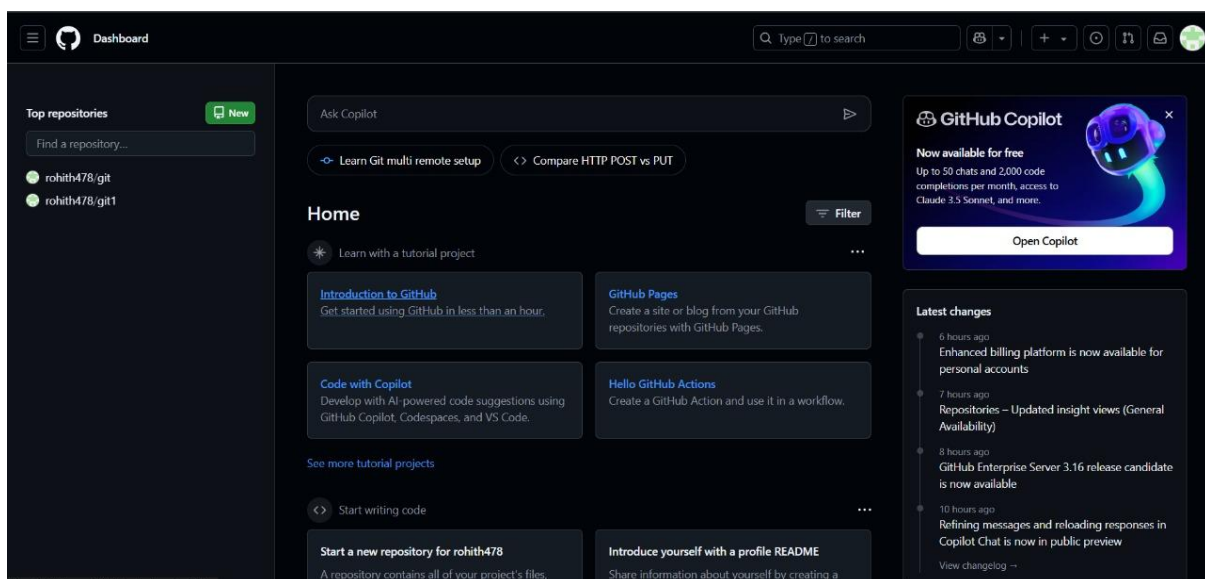 Dashboard
Type / to search
Top repositories
New
Find a repository...
rohith478/git
rohith478/git1
Ask Copilot
Learn Git multi remote setup
Compare HTTP POST vs PUT
Home
Filter
Learn with a tutorial project
Introduction to GitHub
Get started using GitHub in less than an hour.
GitHub Pages
Create a site or blog from your GitHub
repositories with GitHub Pages.
Code with Copilot
Develop with AI-powered code suggestions using
GitHub Copilot, Codespaces, and VS Code.
Hello GitHub Actions
Create a GitHub Action and use it in a workflow.
See more tutorial projects
Start writing code
Start a new repository for rohith478
A repository contains all of your project's files,
Introduce yourself with a profile README
Share information about yourself by creating a
GitHub Copilot
Now available for free
Up to 50 chats and 2,000 code
completions per month, access to
Claude 3.5 Sonnet, and more.
Open Copilot
Latest changes
6 hours ago
Enhanced billing platform is now available for
personal accounts
7 hours ago
Repositories – Updated insight views (General
Availability)
8 hours ago
GitHub Enterprise Server 3.16 release candidate
is now available
10 hours ago
Refining messages and reloading responses in
Copilot Chat is now in public preview
View changelog →